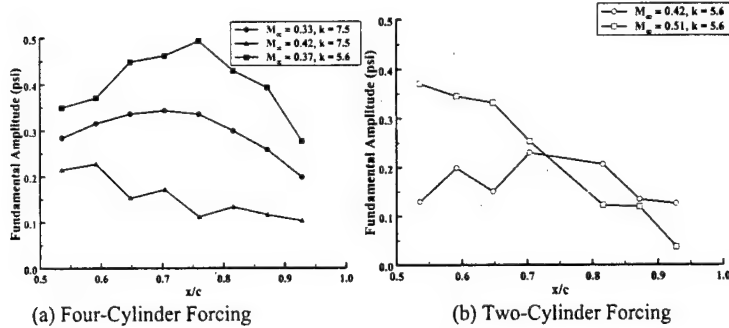 M∞ = 0.33, k = 7.5
M∞ = 0.42, k = 7.5
M∞ = 0.37, k = 5.6
Fundamental Amplitude (psi)
0.5
0.4
0.3
0.2
0.1
0.0
0.5 0.6 0.7 0.8 0.9 1.0
x/c
(a) Four-Cylinder Forcing
M∞ = 0.42, k = 5.6
M∞ = 0.51, k = 5.6
Fundamental Amplitude (psi)
0.5
0.4
0.3
0.2
0.1
0.0
0.5 0.6 0.7 0.8 0.9 1.0
x/c
(b) Two-Cylinder Forcing